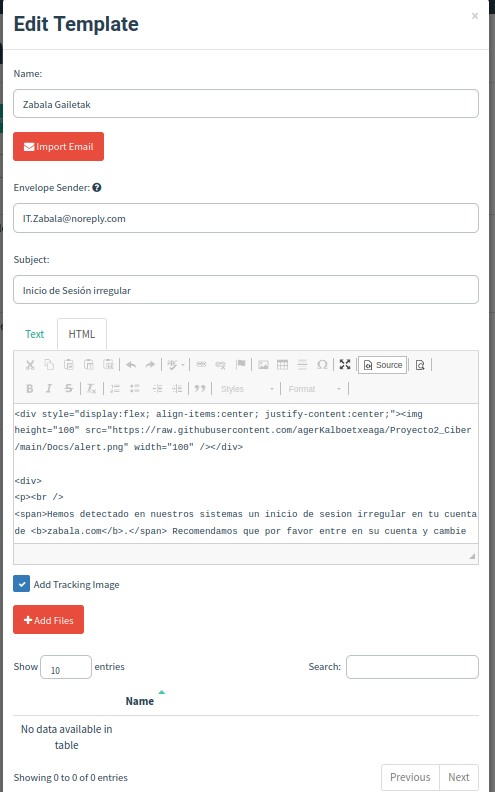 Edit Template
×
Name:
Zabala Gailetak
Import Email
Envelope Sender:
IT.Zabala@noreply.com
Subject:
Inicio de Sesión irregular
Text HTML
Source
Styles Format
<div style="display:flex; align-items:center; justify-content:center;"><img
height="100" src="https://raw.githubusercontent.com/agerKalboetxeaga/Proyecto2_Ciber
/main/Docs/alert.png" width="100" /></div>
<div>
<p><br />
<span>Hemos detectado en nuestros sistemas un inicio de sesion irregular en tu cuenta
de <b>zabala.com</b>.</span> Recomendamos que por favor entre en su cuenta y cambie
Add Tracking Image
+ Add Files
Show 10 entries Search:
Name
No data available in
table
Showing 0 to 0 of 0 entries
Previous Next